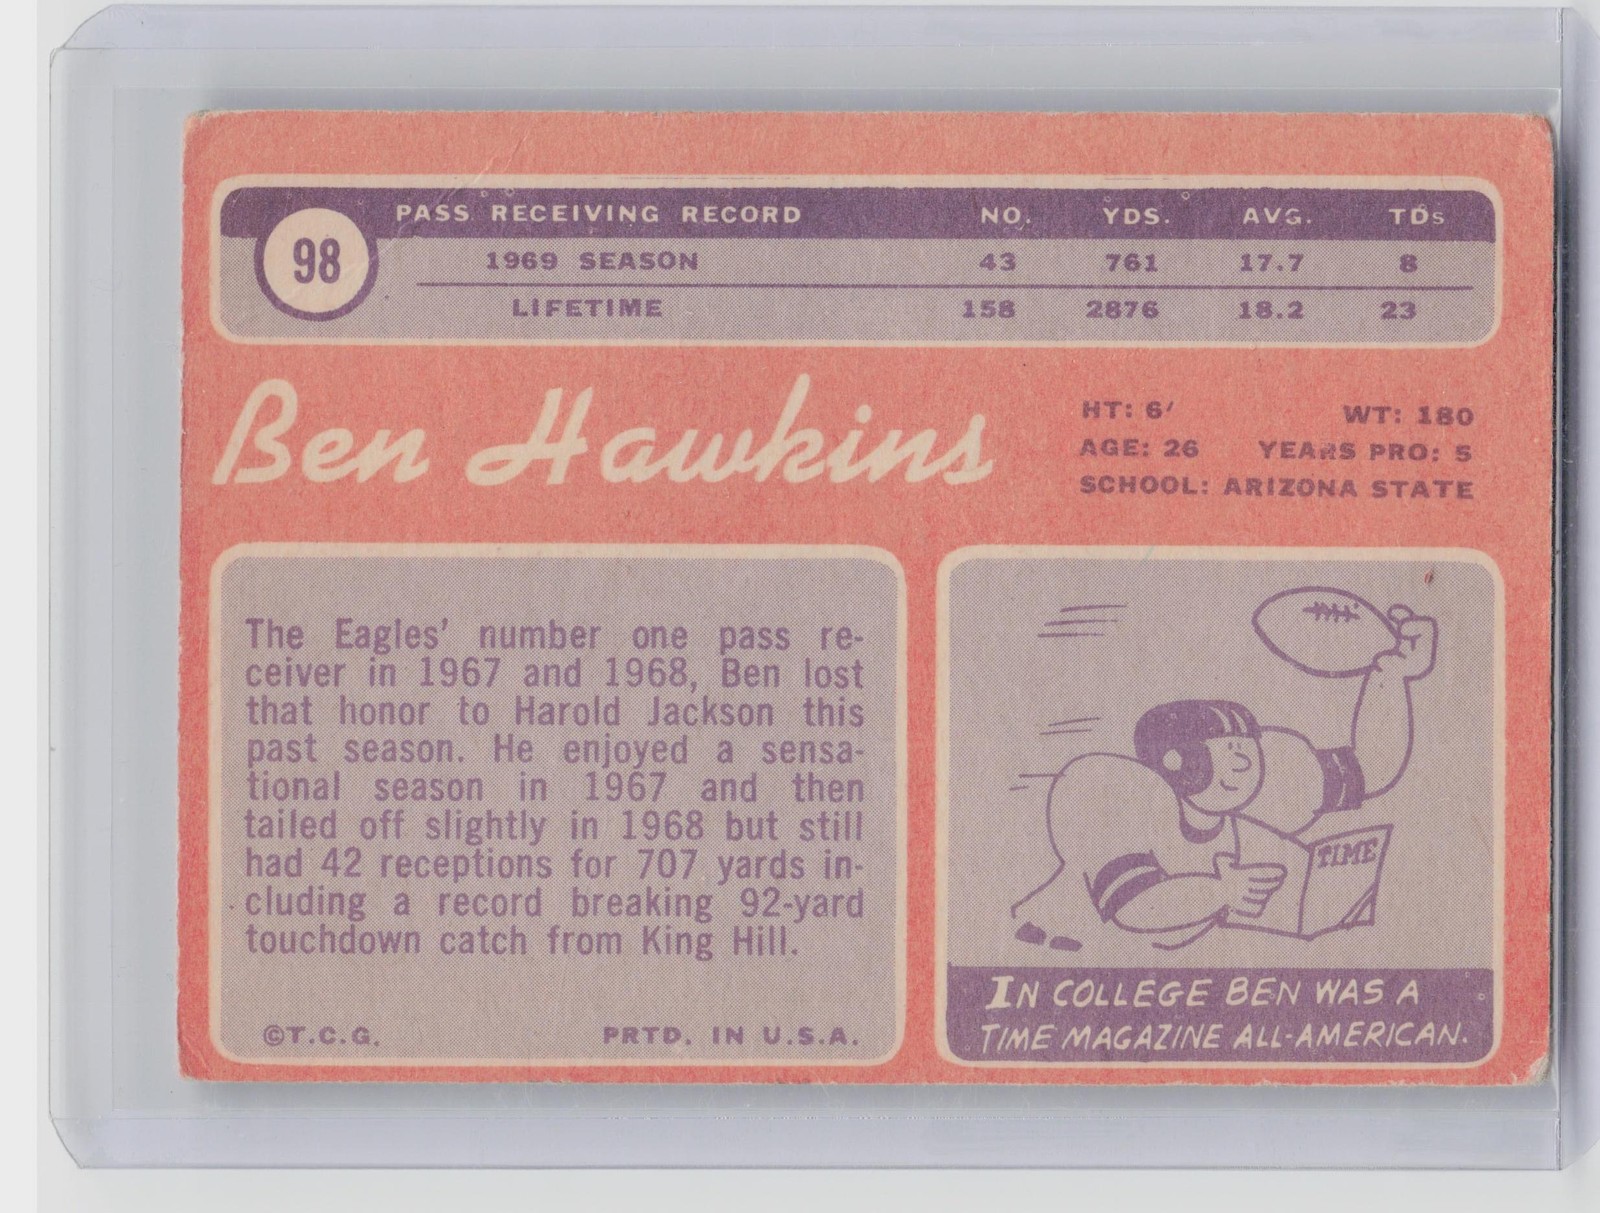 98
PASS RECEIVING RECORD NO. YDS. AVG. TDs
1969 SEASON 43 761 17.7 8
LIFETIME 158 2876 18.2 23
Ben Hawkins
HT: 6' WT: 180
AGE: 26 YEARS PRO: 5
SCHOOL: ARIZONA STATE
The Eagles' number one pass re-
ceiver in 1967 and 1968, Ben lost
that honor to Harold Jackson this
past season. He enjoyed a sensa-
tional season in 1967 and then
tailed off slightly in 1968 but still
had 42 receptions for 707 yards in-
cluding a record breaking 92-yard
touchdown catch from King Hill.
©T.C.G. PRTD. IN U.S.A.
TIME
IN COLLEGE BEN WAS A
TIME MAGAZINE ALL-AMERICAN.